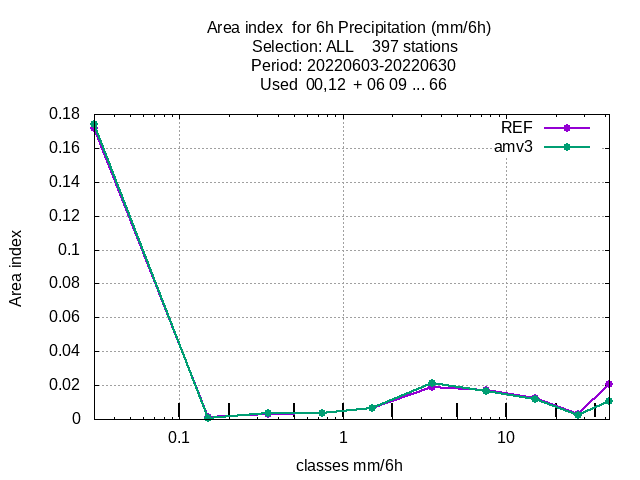 Area index  for 6h Precipitation (mm/6h)
Selection: ALL    397 stations
Period: 20220603-20220630
Used  00,12  + 06 09 ... 66
REF
amv3
0.18
0.16
0.14
0.12
0.1
0.08
0.06
0.04
0.02
0
Area index
0.1
1
10
classes mm/6h